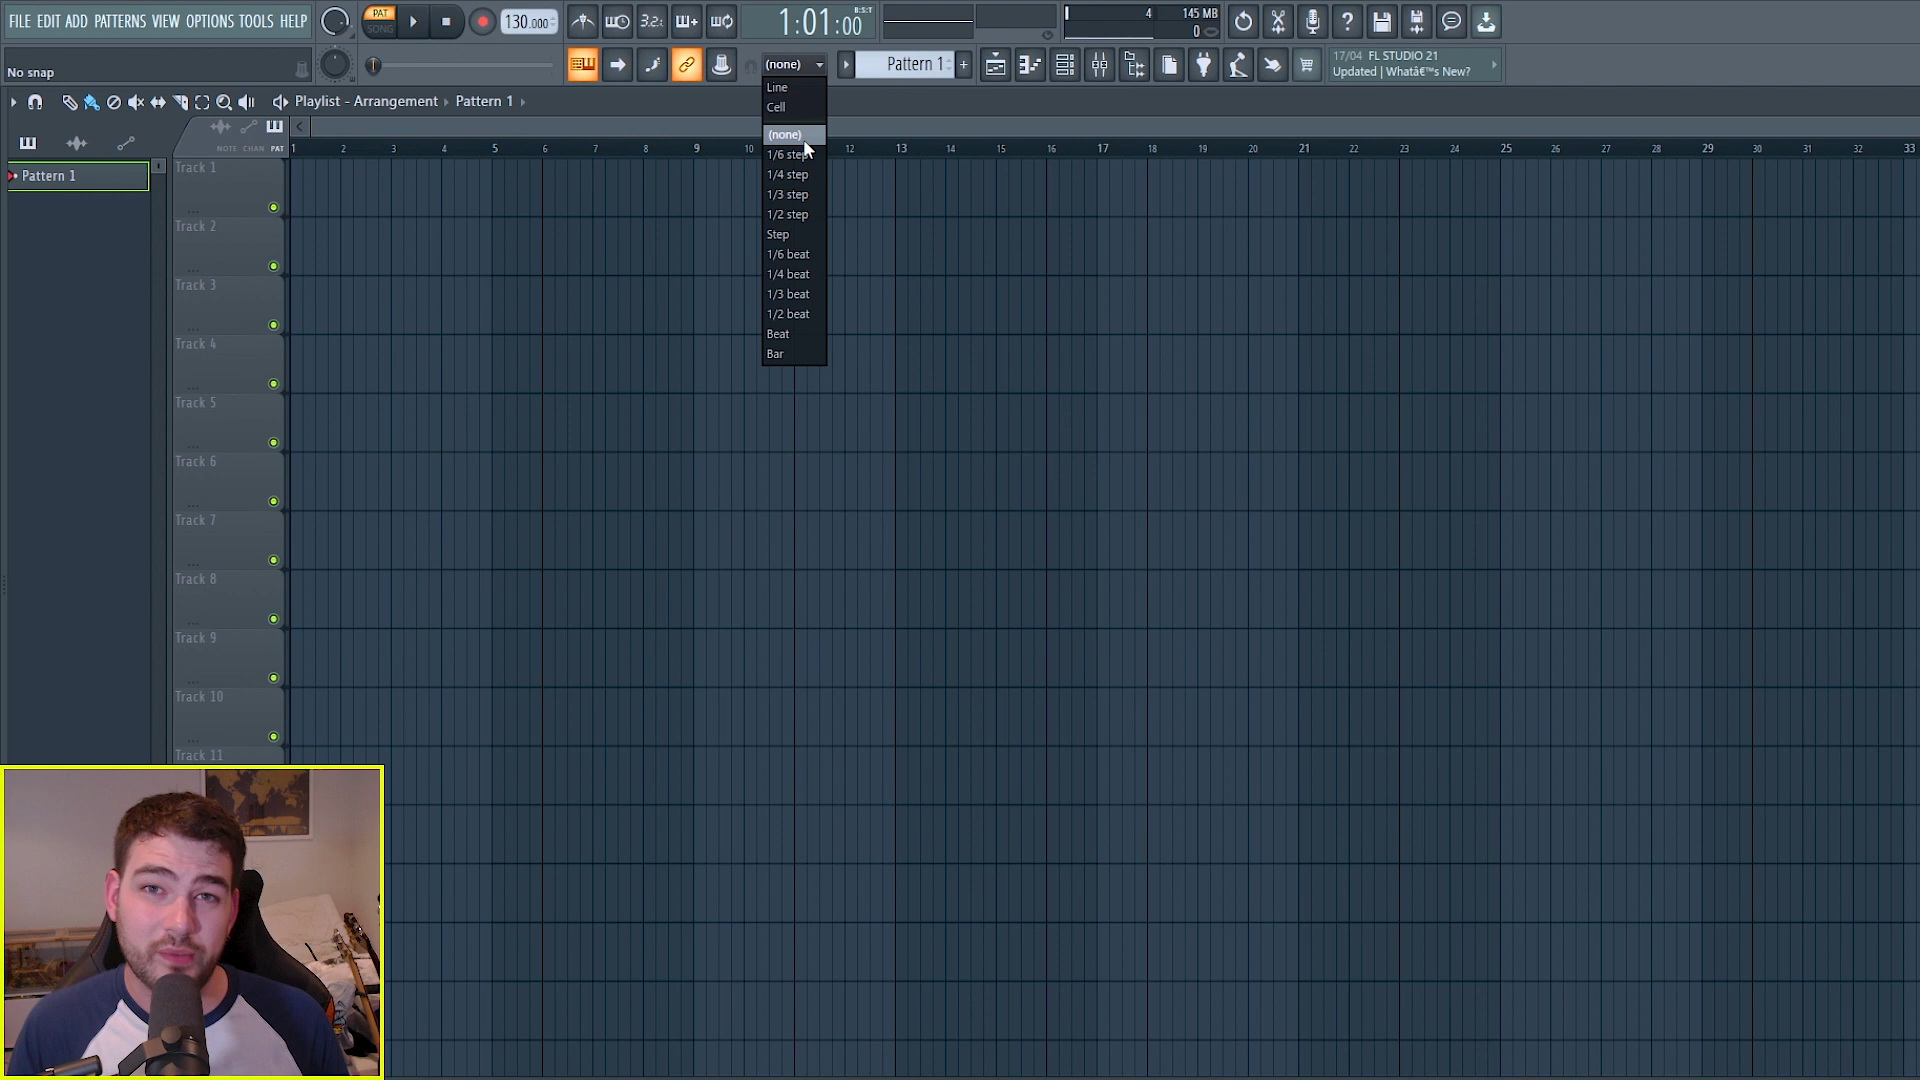 FILE EDIT ADD PATTERNS VIEW OPTIONS TOOLS HELP
PAT
SONG
130.000
3.2.
1:01:00
B:S:T
4
145 MB
0
No snap
(none)
Pattern 1
17/04 FL STUDIO 21
Updated | Whatâ€™s New?
Playlist - Arrangement
Pattern 1
Line
Cell
(none)
1/6 step
1/4 step
1/3 step
1/2 step
Step
1/6 beat
1/4 beat
1/3 beat
1/2 beat
Beat
Bar
NOTE CHAN PAT
1 2 3 4 5 6 7 8 9 10 12 13 14 15 16 17 18 19 20 21 22 23 24 25 26 27 28 29 30 31 32 33
Pattern 1
Track 1
Track 2
Track 3
Track 4
Track 5
Track 6
Track 7
Track 8
Track 9
Track 10
Track 11